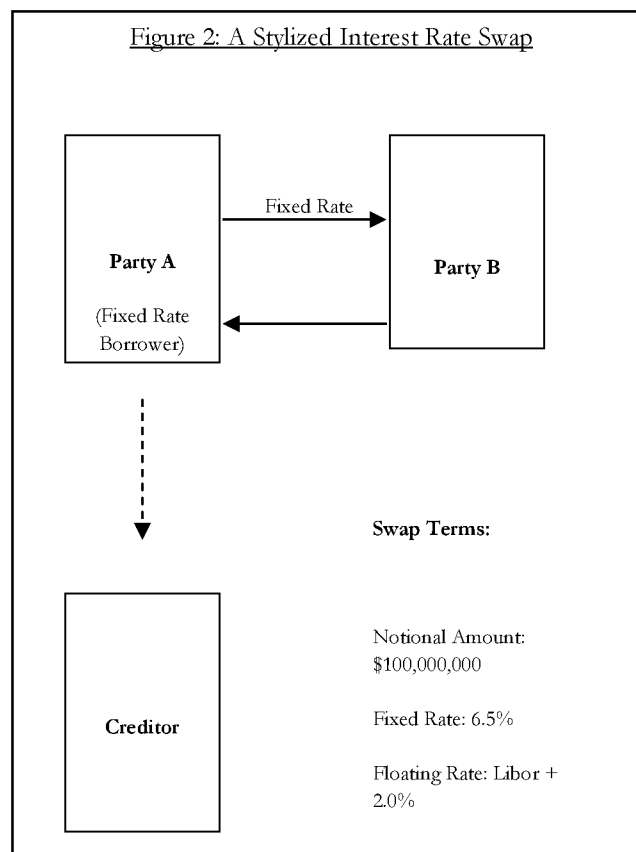 Figure 2: A Stylized Interest Rate Swap
Fixed Rate
Party A
Party B
(Fixed Rate
Borrower)
Swap Terms:
Notional Amount:
$100,000,000
Creditor
Fixed Rate: 6.5%
Floating Rate: Libor +
2.0%